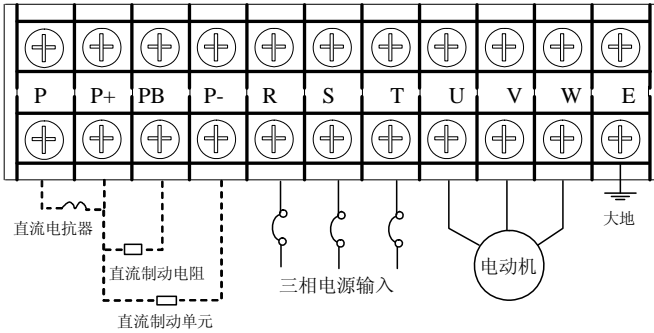 P P+ PB P- R S T U V W E
直流电抗器
大地
直流制动电阻
三相电源输入
电动机
直流制动单元